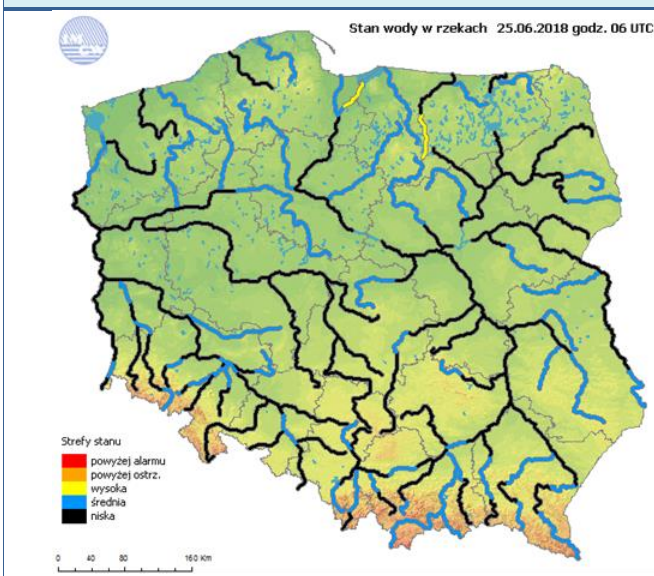 IMGW
Stan wody w rzekach 25.06.2018 godz. 06 UTC
Strefy stanu
powyżej alarmu
powyżej ostrz.
wysoka
średnia
niska
0 40 80 160 Km